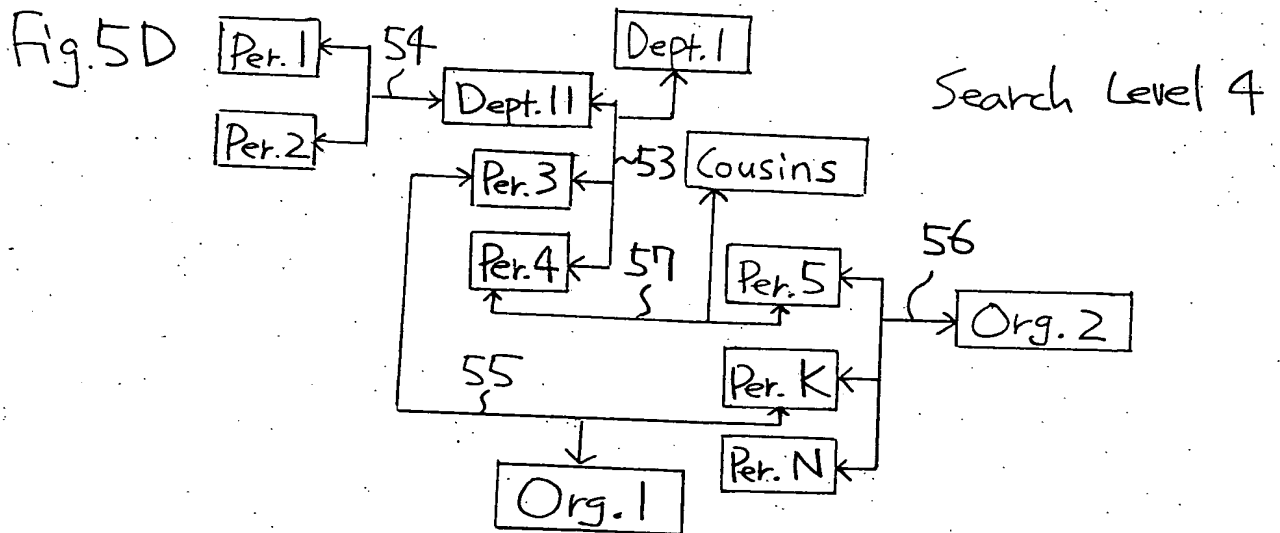 Fig. 5D
Per. 1
54
Dept. 1
Search Level 4
Dept. 11
Per. 2
Per. 3
53
Cousins
Per. 4
57
Per. 5
56
Org. 2
55
Per. K
Per. N
Org. 1